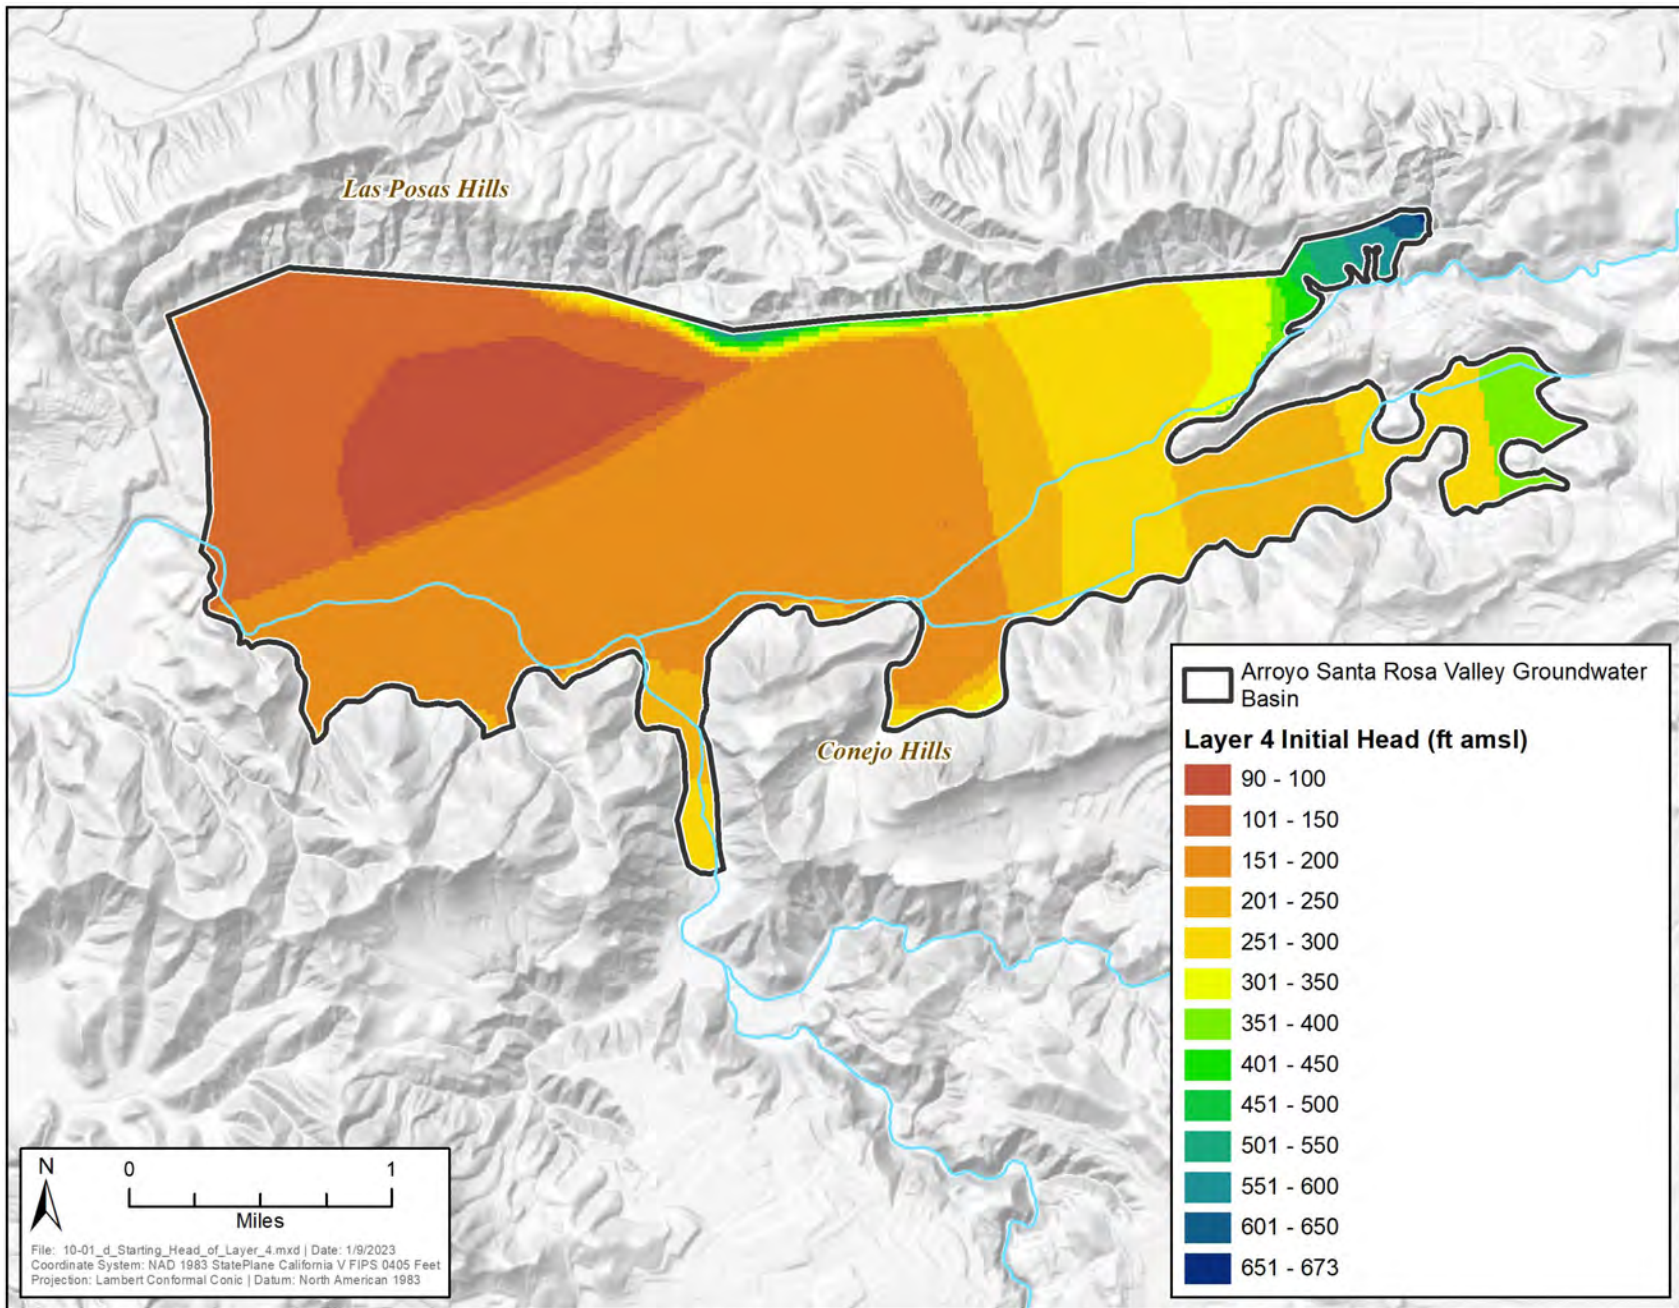 Las Posas Hills
Conejo Hills
Arroyo Santa Rosa Valley Groundwater
Basin
Layer 4 Initial Head (ft amsl)
90 - 100
101 - 150
151 - 200
201 - 250
251 - 300
301 - 350
351 - 400
401 - 450
451 - 500
501 - 550
551 - 600
601 - 650
651 - 673
N
0 1
Miles
File: 10-01_d_Starting_Head_of_Layer_4.mxd | Date: 1/9/2023
Coordinate System: NAD 1983 StatePlane California V FIPS 0405 Feet
Projection: Lambert Conformal Conic | Datum: North American 1983